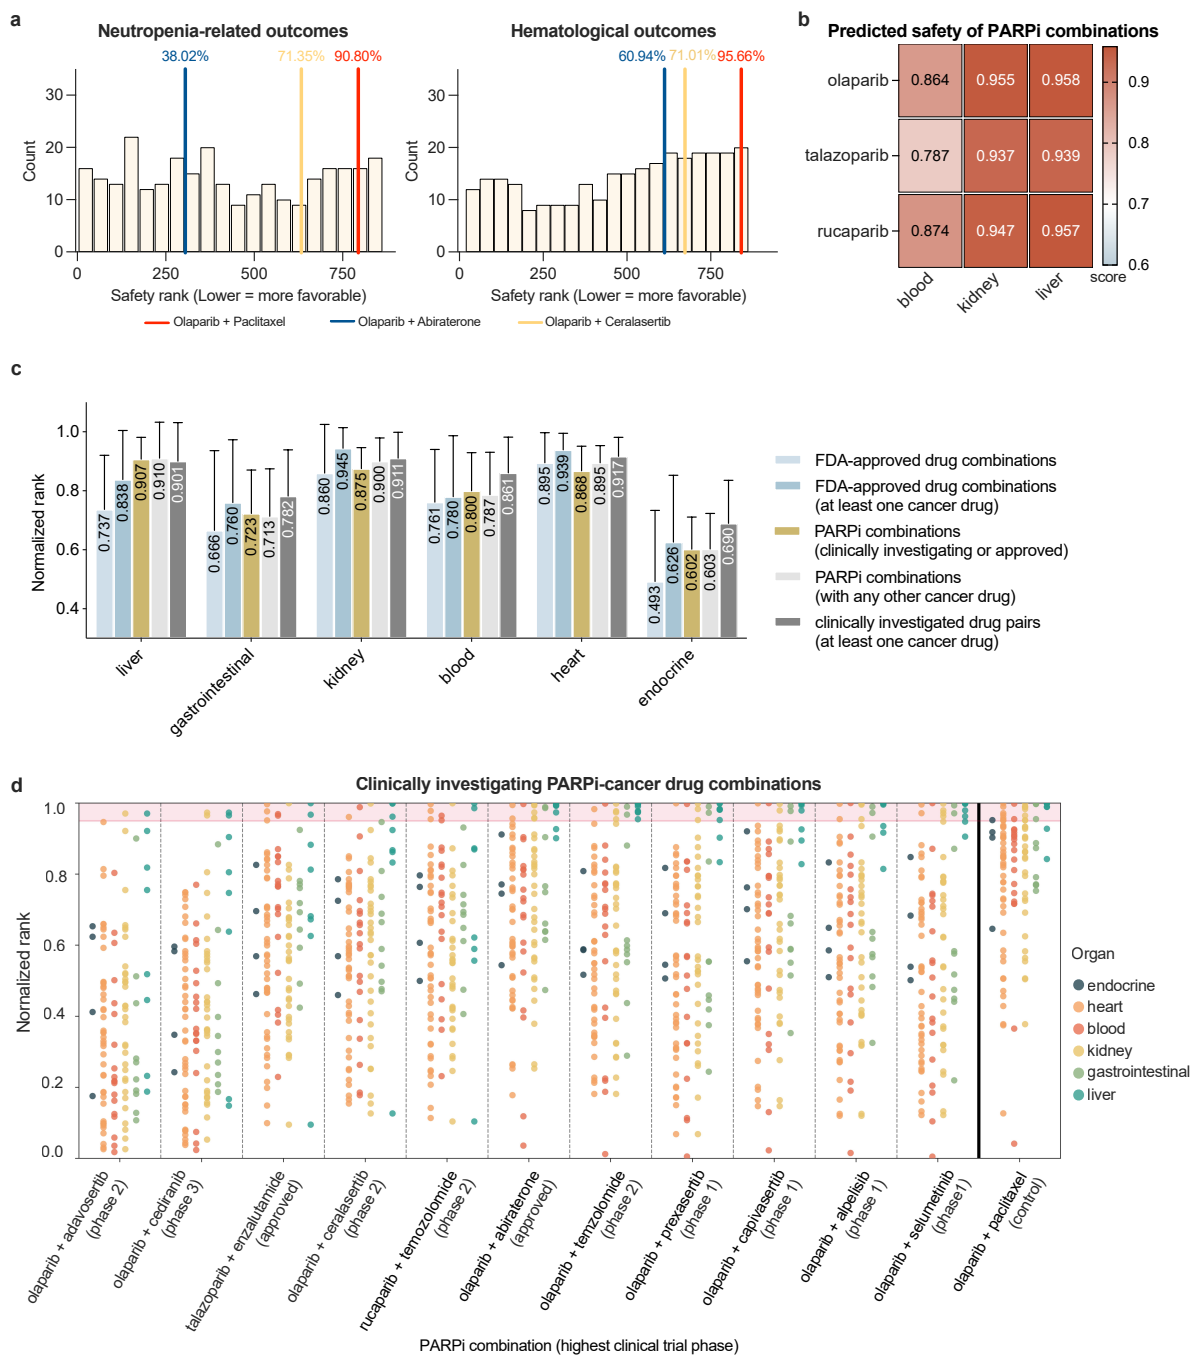 a
Neutropenia-related outcomes
38.02%
71.35%
90.80%
Count
30
20
10
0
0
250
500
750
Safety rank (Lower = more favorable)
Hematological outcomes
60.94%
71.01%
95.66%
Count
30
20
10
0
0
250
500
750
Safety rank (Lower = more favorable)
Olaparib + Paclitaxel
Olaparib + Abiraterone
Olaparib + Ceralasertib
b
Predicted safety of PARPi combinations
olaparib
0.864
0.955
0.958
talazoparib
0.787
0.937
0.939
rucaparib
0.874
0.947
0.957
blood
kidney
liver
0.9
0.8
0.7
0.6
score
c
Normalized rank
1.0
0.8
0.6
0.4
0.737
0.838
0.907
0.910
0.901
0.666
0.760
0.723
0.713
0.782
0.860
0.945
0.875
0.900
0.911
0.761
0.780
0.800
0.787
0.861
0.895
0.939
0.868
0.895
0.917
0.493
0.626
0.602
0.603
0.690
liver
gastrointestinal
kidney
blood
heart
endocrine
FDA-approved drug combinations
FDA-approved drug combinations
(at least one cancer drug)
PARPi combinations
(clinically investigating or approved)
PARPi combinations
(with any other cancer drug)
clinically investigated drug pairs
(at least one cancer drug)
d
Clinically investigating PARPi-cancer drug combinations
Normalized rank
1.0
0.8
0.6
0.4
0.2
0.0
olaparib + adavosertib
(phase 2)
olaparib + cediranib
(phase 3)
talazoparib + enzalutamide
(approved)
olaparib + ceralasertib
(phase 2)
rucaparib + temozolomide
(phase 2)
olaparib + abiraterone
(approved)
olaparib + temzolomide
(phase 2)
olaparib + prexasertib
(phase 1)
olaparib + capivasertib
(phase 1)
olaparib + alpelisib
(phase 1)
olaparib + selumetinib
(phase1)
olaparib + paclitaxel
(control)
PARPi combination (highest clinical trial phase)
Organ
endocrine
heart
blood
kidney
gastrointestinal
liver